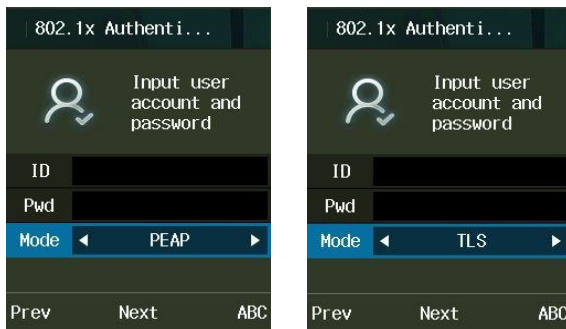 802.1x Authenti...
Input user
account and
password
ID
Pwd
Mode ◀ PEAP ▶
Prev Next ABC
802.1x Authenti...
Input user
account and
password
ID
Pwd
Mode ◀ TLS ▶
Prev Next ABC